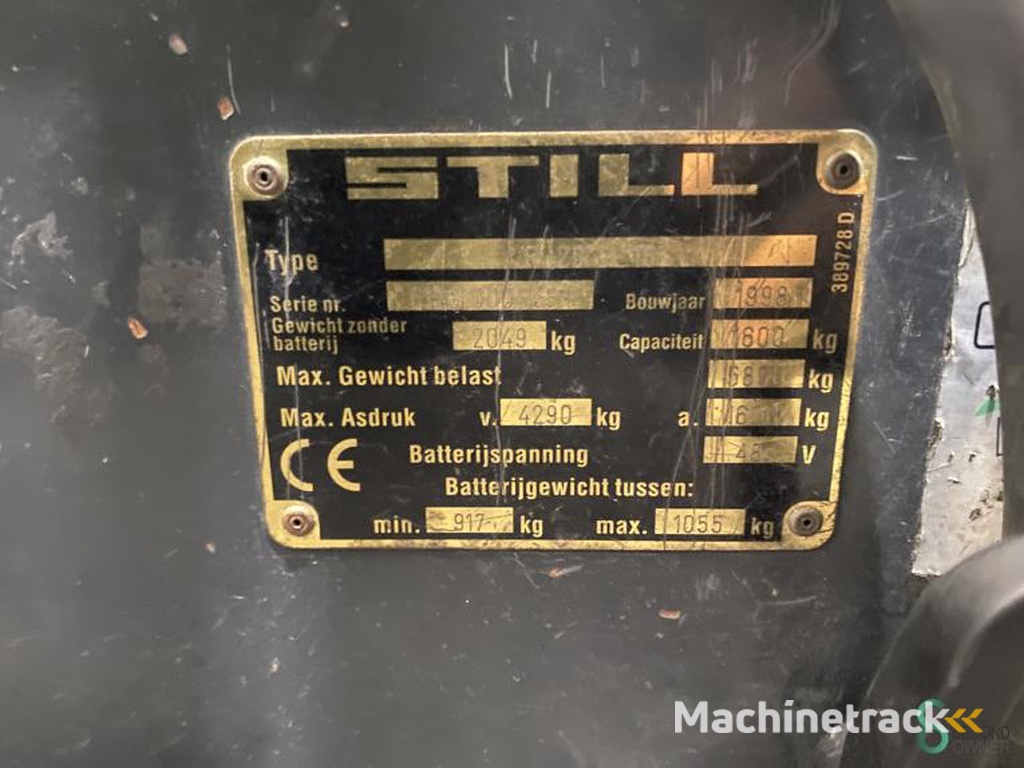 STILL
Type
389728 D
Serie nr. Bouwjaar 1998
Gewicht zonder batterij 2049 kg Capaciteit 1600 kg
Max. Gewicht belast kg
Max. Asdruk v. 4290 kg a. kg
CE Batterijspanning 48 V
Batterijgewicht tussen:
min. 917 kg max. 1055 kg
Machinetrack
OWNER